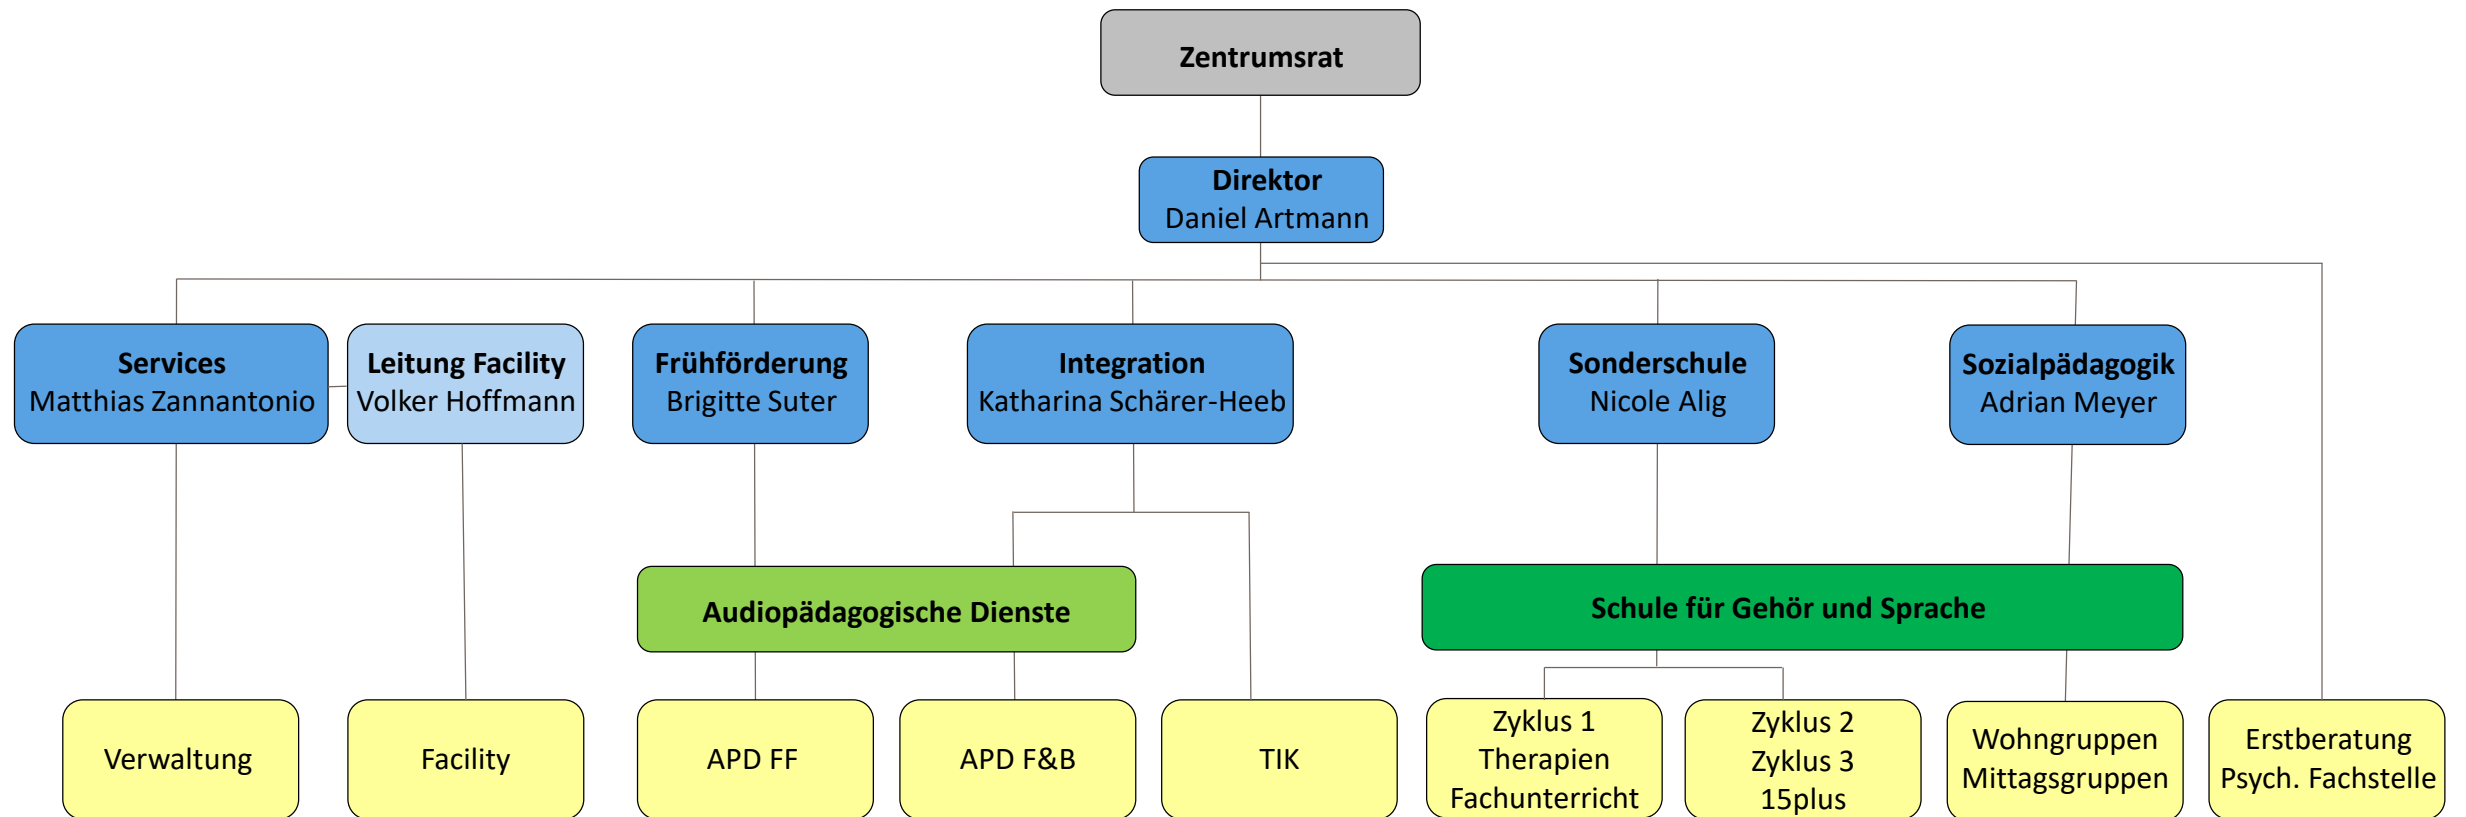 Zentrumsrat
Direktor
Daniel Artmann
Services
Matthias Zannantonio
Leitung Facility
Volker Hoffmann
Frühförderung
Brigitte Suter
Integration
Katharina Schärer-Heeb
Sonderschule
Nicole Alig
Sozialpädagogik
Adrian Meyer
Audiopädagogische Dienste
Schule für Gehör und Sprache
Verwaltung
Facility
APD FF
APD F&B
TIK
Zyklus 1
Therapien
Fachunterricht
Zyklus 2
Zyklus 3
15plus
Wohngruppen
Mittagsgruppen
Erstberatung
Psych. Fachstelle